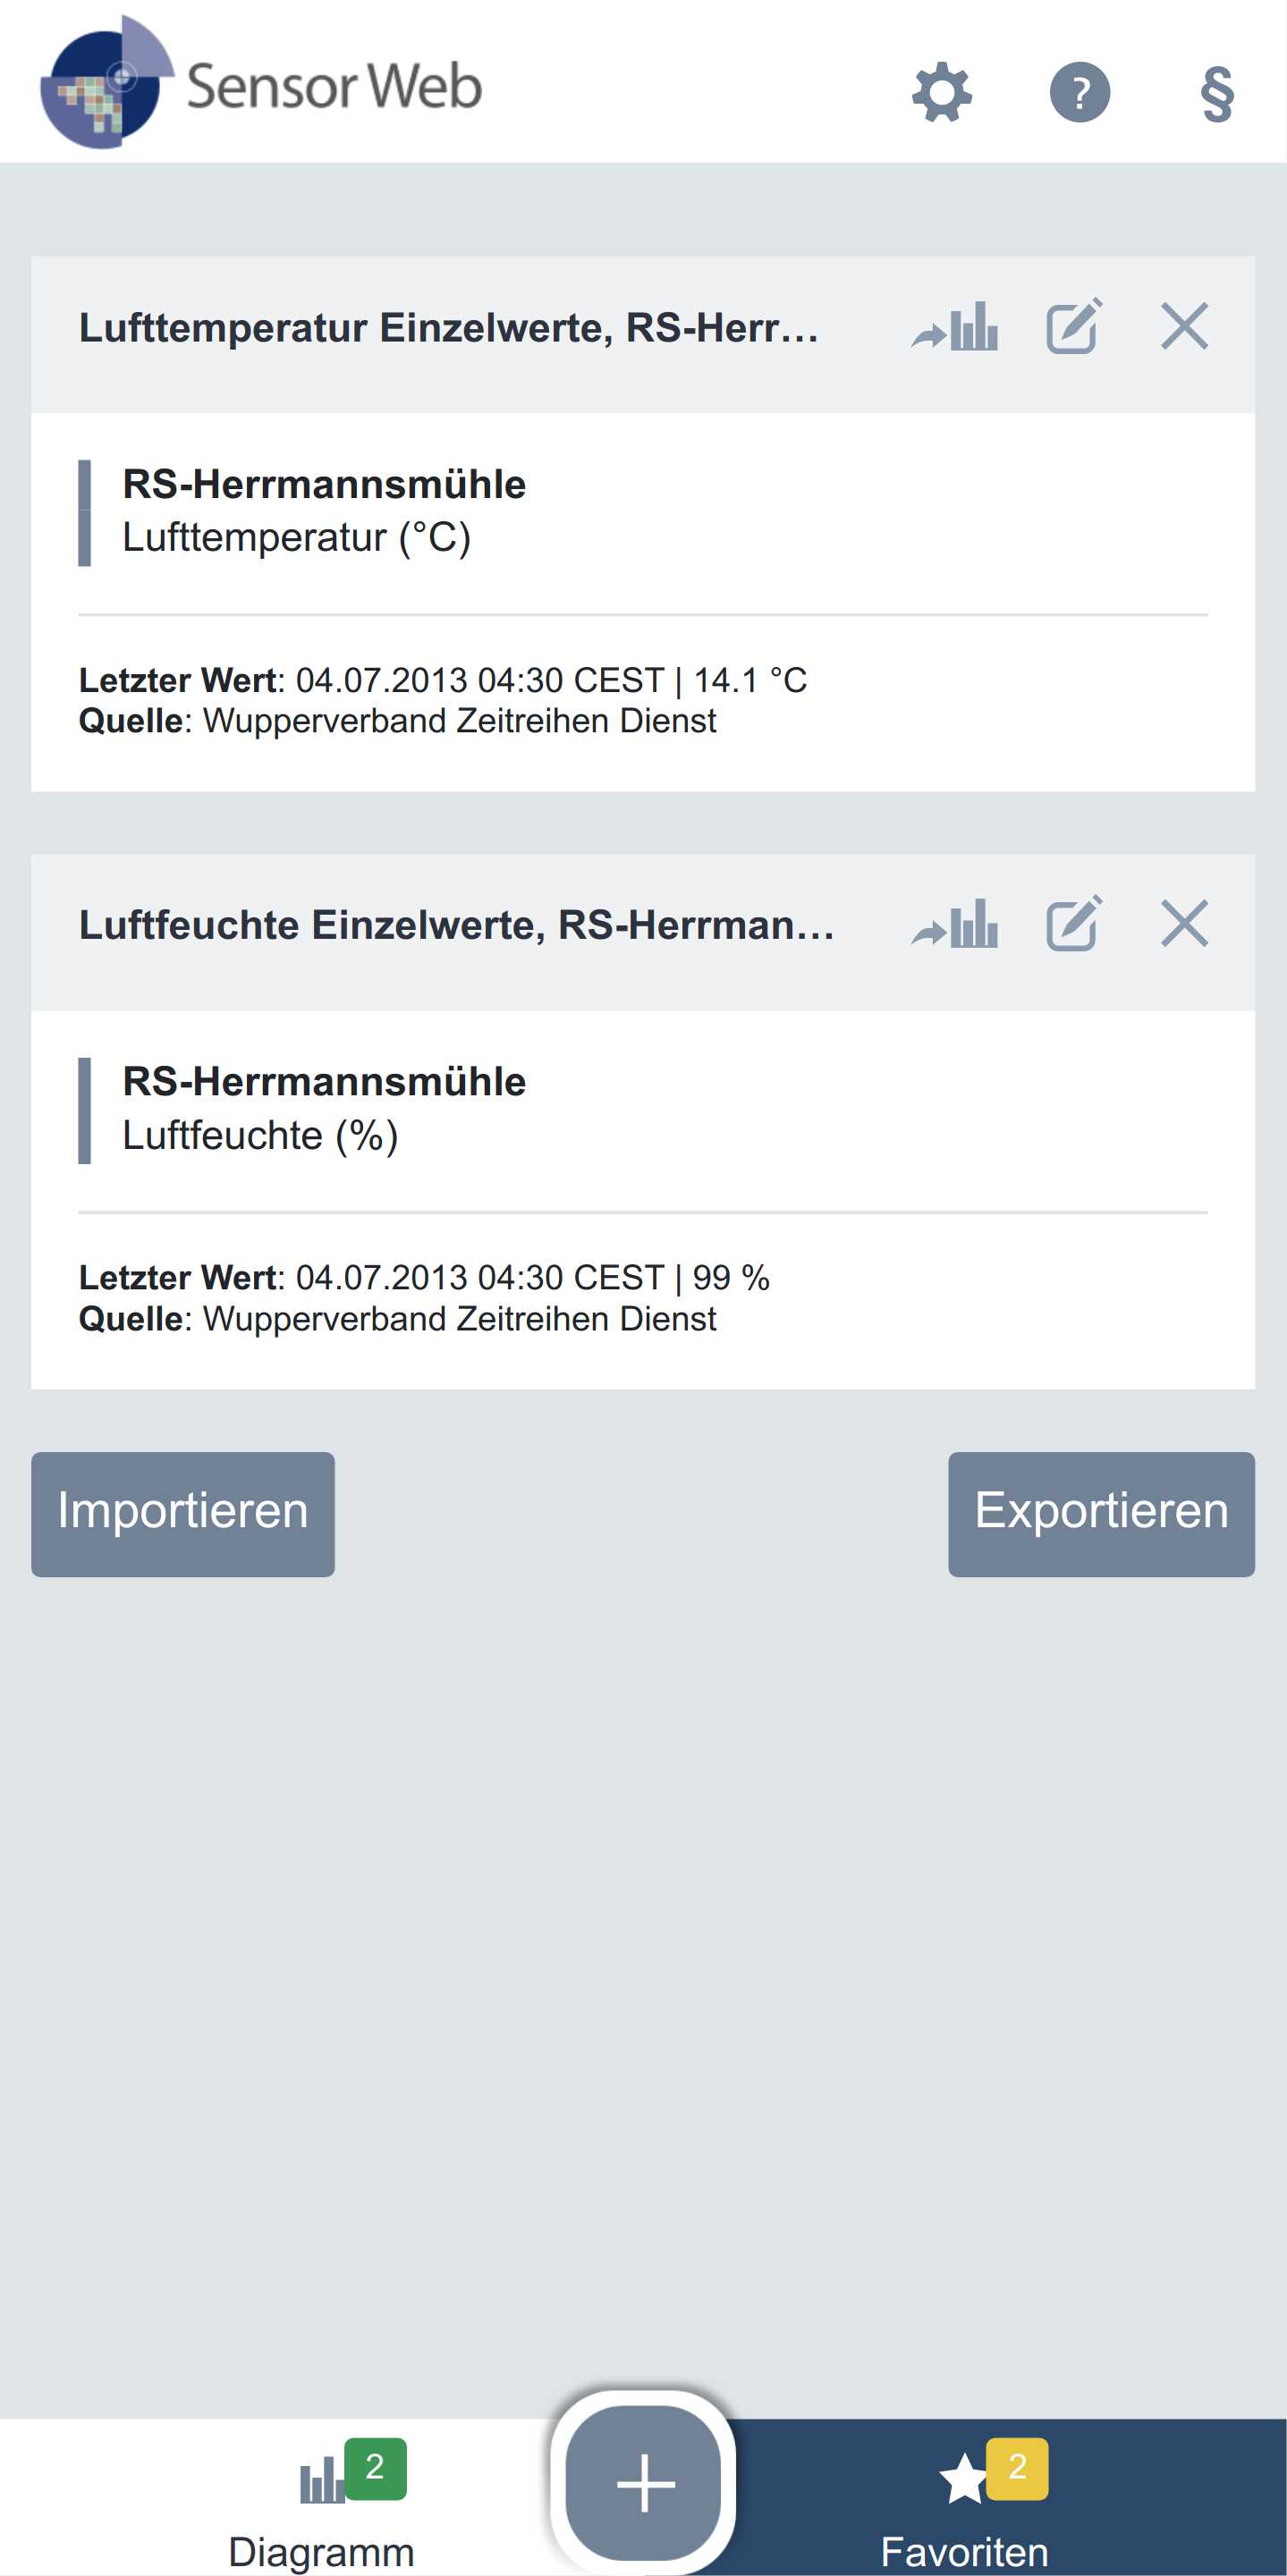 Sensor Web
?
§
Lufttemperatur Einzelwerte, RS-Herr...
RS-Herrmannsmühle
Lufttemperatur (°C)
Letzter Wert: 04.07.2013 04:30 CEST | 14.1 °C
Quelle: Wupperverband Zeitreihen Dienst
Luftfeuchte Einzelwerte, RS-Herrman...
RS-Herrmannsmühle
Luftfeuchte (%)
Letzter Wert: 04.07.2013 04:30 CEST | 99 %
Quelle: Wupperverband Zeitreihen Dienst
Importieren
Exportieren
2
2
Diagramm
Favoriten